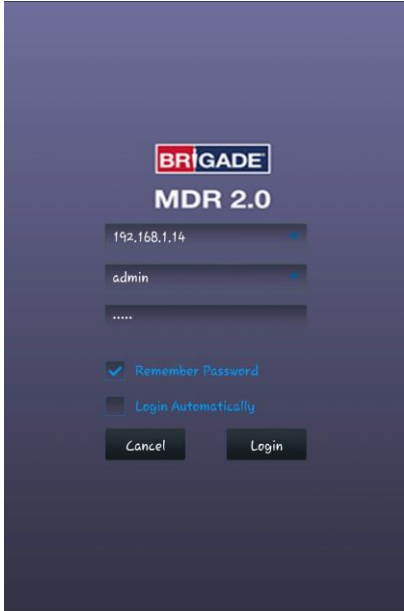 BRIGADE
MDR 2.0
192.168.1.14
admin
.....
Remember Password
Login Automatically
Cancel Login